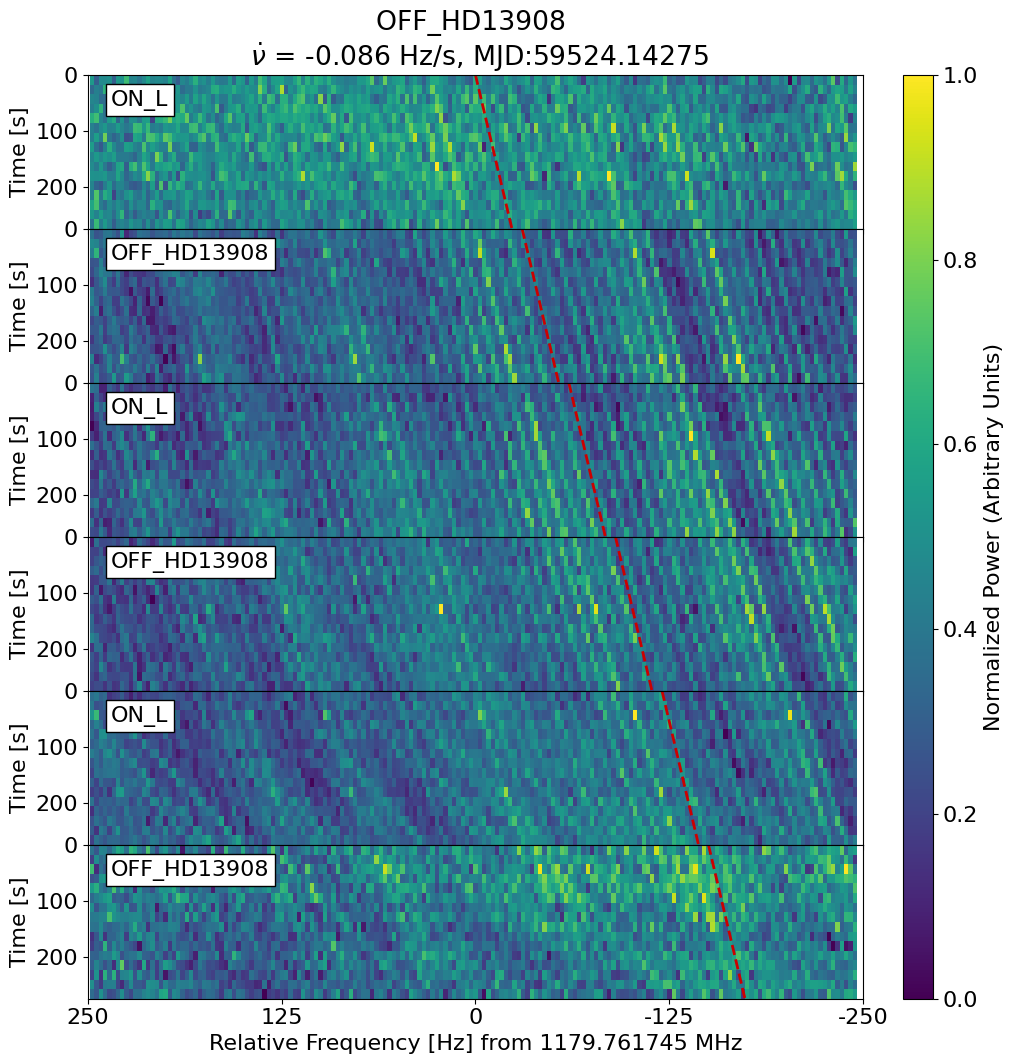 OFF_HD13908
ν̇ = -0.086 Hz/s, MJD:59524.14275
0
ON_L
100
200
Time [s]
0
OFF_HD13908
100
200
Time [s]
0
ON_L
100
200
Time [s]
0
OFF_HD13908
100
200
Time [s]
0
ON_L
100
200
Time [s]
0
OFF_HD13908
100
200
Time [s]
250 125 0 -125 -250
Relative Frequency [Hz] from 1179.761745 MHz
1.0
0.8
0.6
0.4
0.2
0.0
Normalized Power (Arbitrary Units)